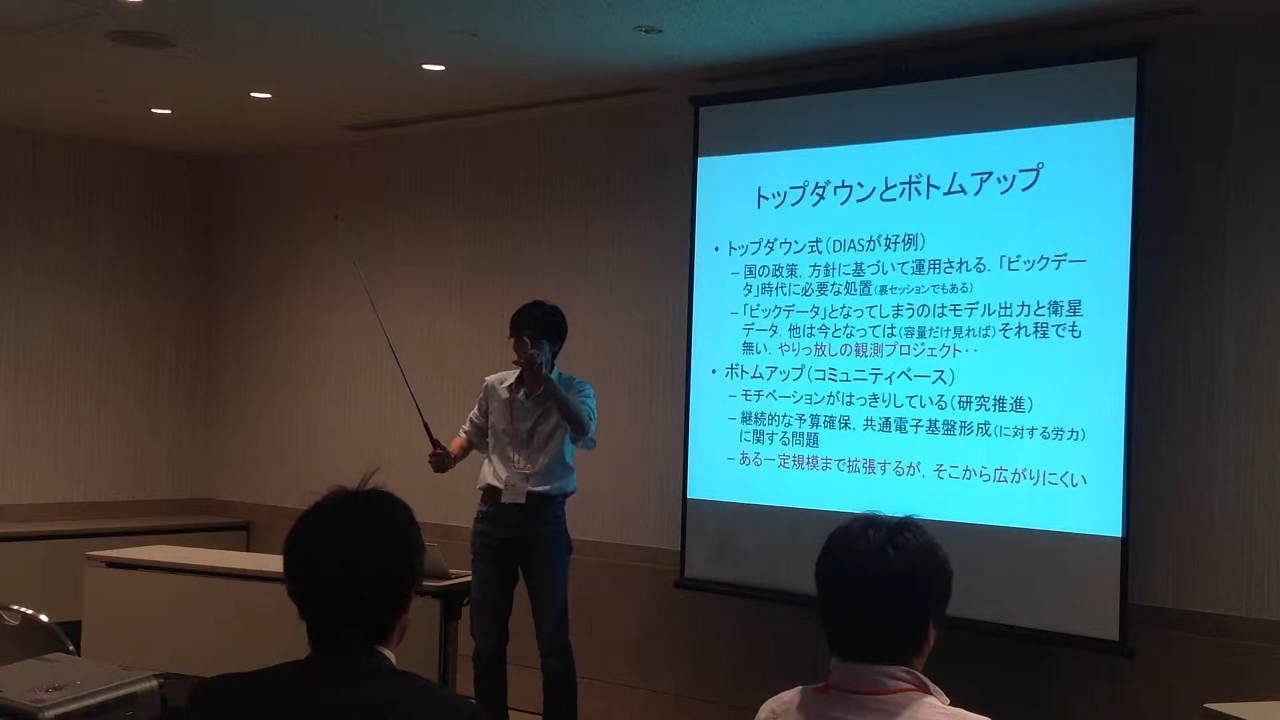 トップダウンとボトムアップ
• トップダウン式(DIASが好例)
– 国の政策, 方針に基づいて運用される. 「ビックデー
タ」時代に必要な処置(裏セッションでもある)
– 「ビックデータ」となってしまうのはモデル出力と衛星
データ, 他は今となっては(容量だけ見れば)それ程でも
無い. やりっ放しの観測プロジェクト・・
• ボトムアップ(コミュニティベース)
– モチベーションがはっきりしている(研究推進)
– 継続的な予算確保, 共通電子基盤形成(に対する労力)
に関する問題
– ある一定規模まで拡張するが, そこから広がりにくい